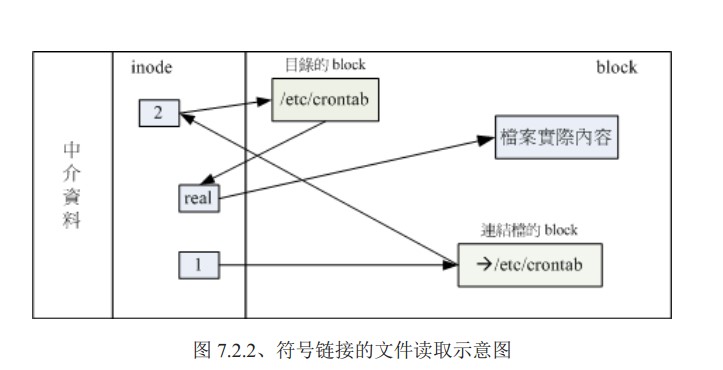 中介資料
inode
目錄的 block
block
2
/etc/crontab
檔案實際內容
real
連結檔的 block
1
→/etc/crontab
图 7.2.2、符号链接的文件读取示意图